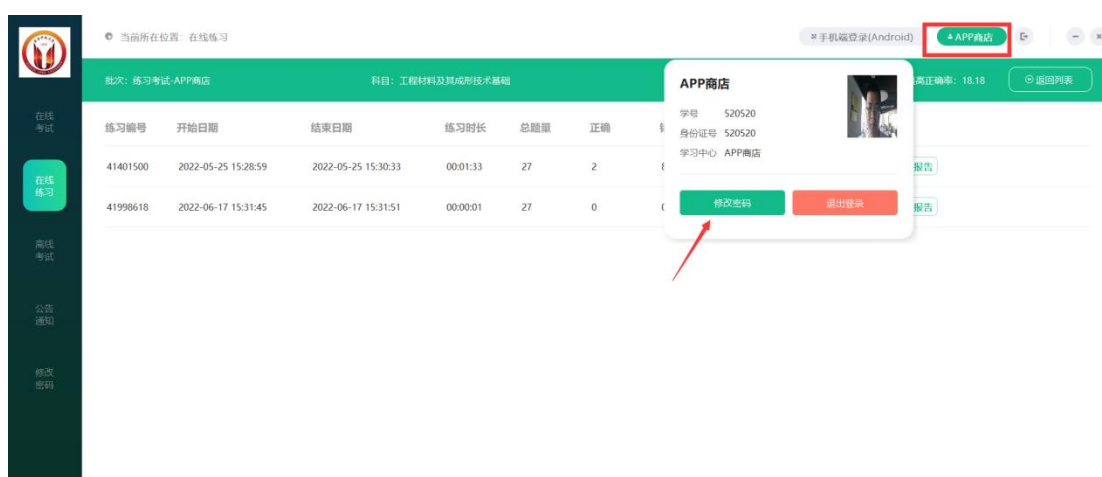 当前所在位置：在线练习
手机端登录(Android)
APP商店
批次：练习考试-APP商店
科目：工程材料及其成形技术基础
高正确率：18.18
返回列表
在线
考试
在线
练习
离线
考试
公告
通知
修改
密码
练习编号 开始日期 结束日期 练习时长 总题量 正确
41401500 2022-05-25 15:28:59 2022-05-25 15:30:33 00:01:33 27 2 报告
41998618 2022-06-17 15:31:45 2022-06-17 15:31:51 00:00:01 27 0 报告
APP商店
学号 520520
身份证号 520520
学习中心 APP商店
修改密码
退出登录